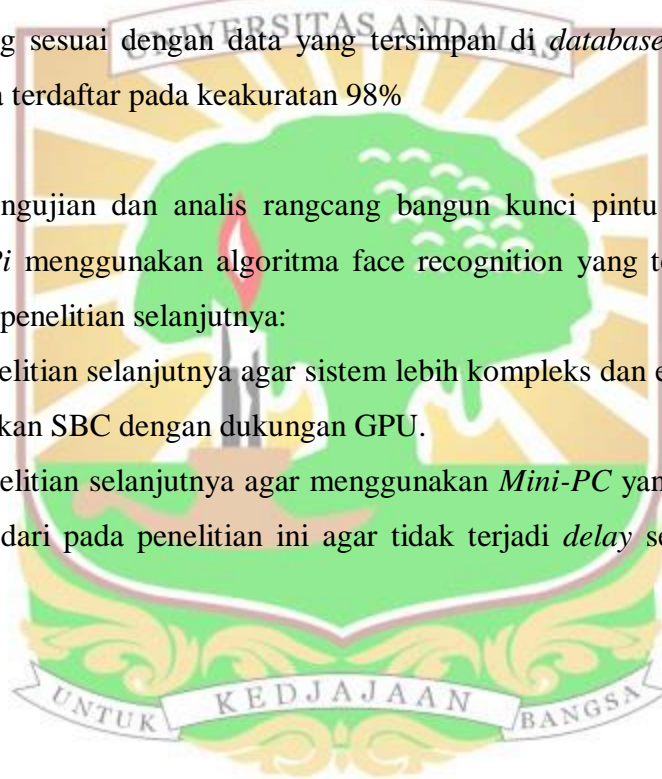 UNIVERSITAS ANDALAS
g sesuai dengan data yang tersimpan di database
terdaftar pada keakuratan 98%
ngujian dan analis rangcang bangun kunci pintu
Pi menggunakan algoritma face recognition yang
penelitian selanjutnya:
elitian selanjutnya agar sistem lebih kompleks dan
kan SBC dengan dukungan GPU.
elitian selanjutnya agar menggunakan Mini-PC yan
dari pada penelitian ini agar tidak terjadi delay se
UNTUK KEDJAJAAN BANGSA